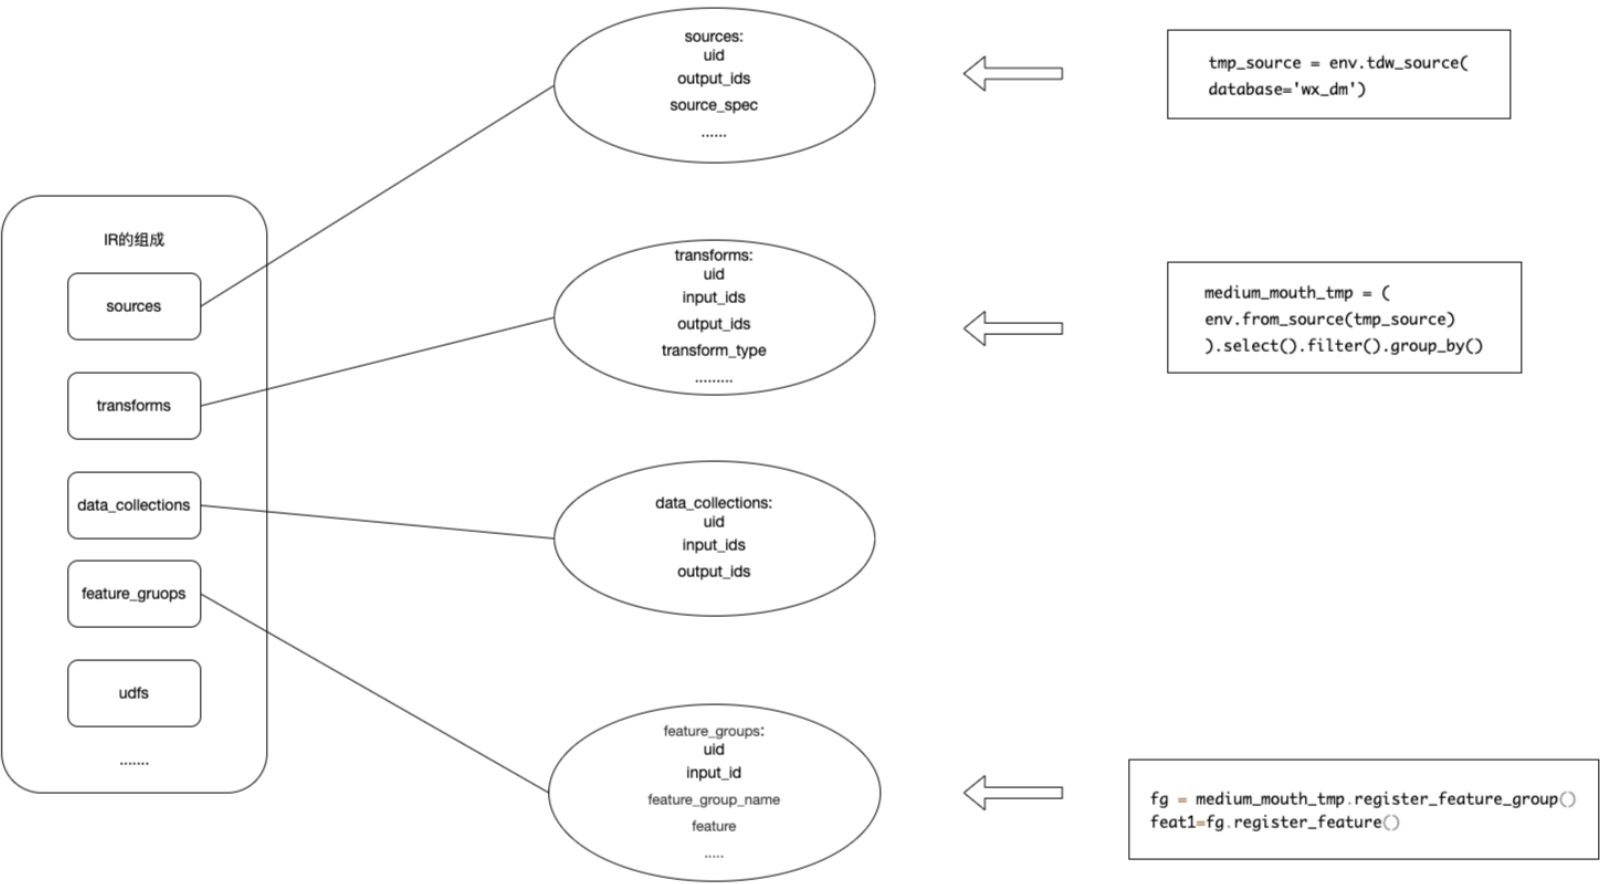 IR的组成
sources
transforms
data_collections
feature_gruops
udfs
.......
sources:
uid
output_ids
source_spec
......
transforms:
uid
input_ids
output_ids
transform_type
.........
data_collections:
uid
input_ids
output_ids
feature_groups:
uid
input_id
feature_group_name
feature
.....
tmp_source = env.tdw_source(
database='wx_dm')
medium_mouth_tmp = (
env.from_source(tmp_source)
).select().filter().group_by()
fg = medium_mouth_tmp.register_feature_group()
feat1=fg.register_feature()